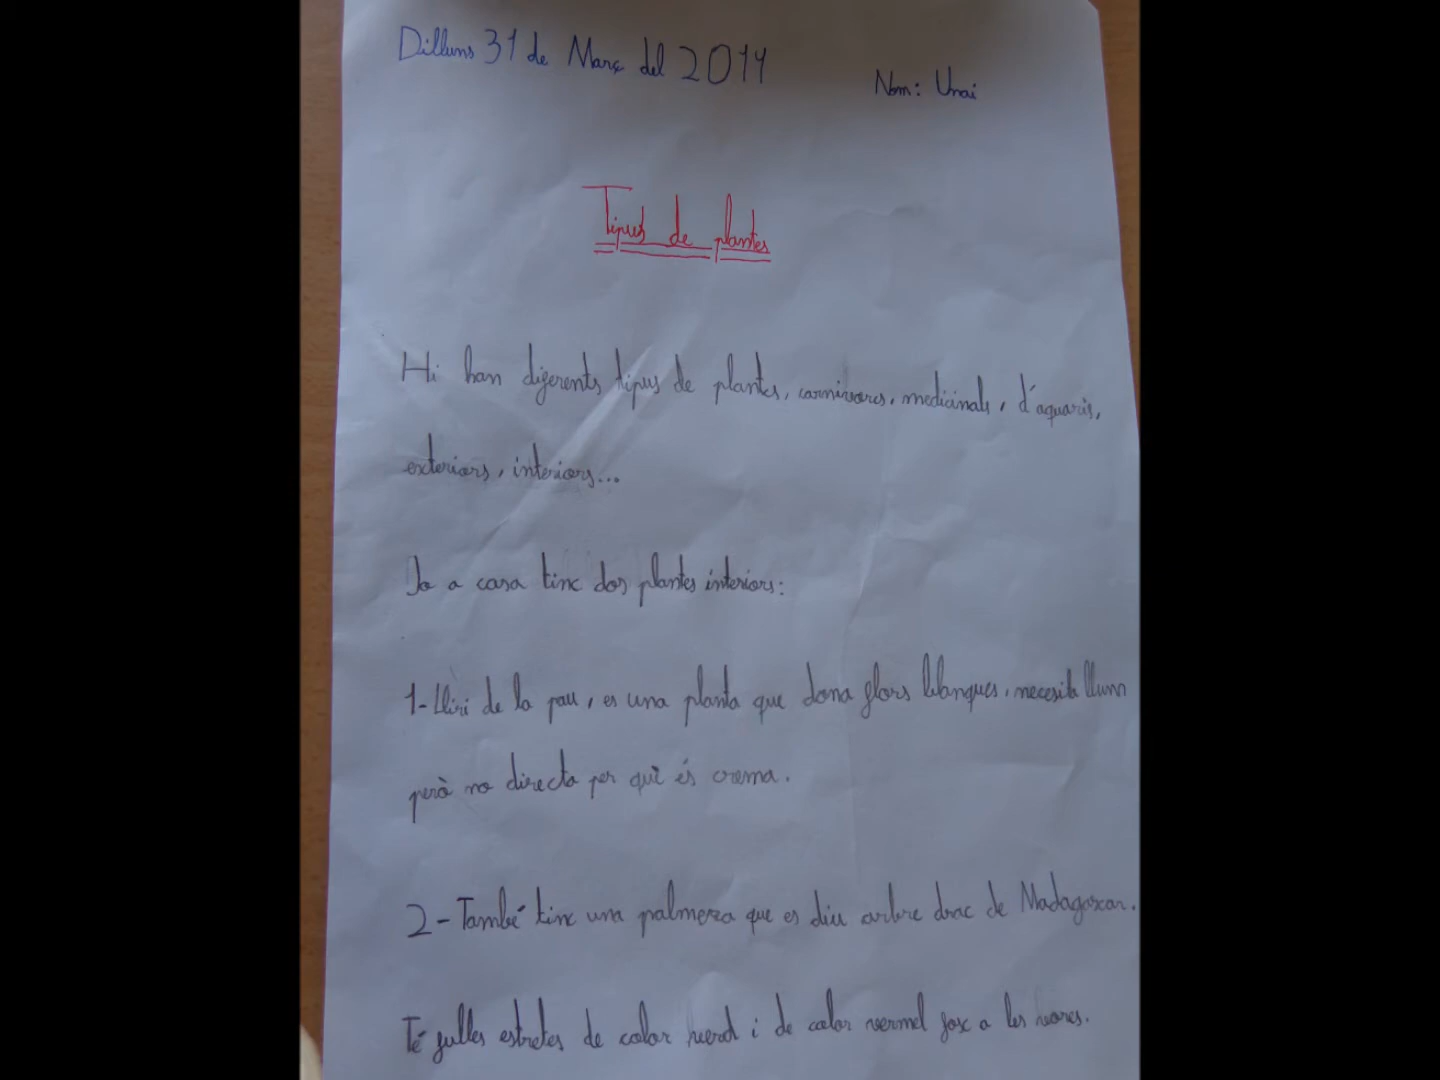 Dilluns 31 de Març del 2014
Nom: Unai
Tipus de plantes
Hi han diferents tipus de plantes, carnívores, medicinals, d'aquaris,
exteriors, interiors...
Jo a casa tinc dos plantes interiors:
1-Lliri de la pau, es una planta que dona flors blanques, necesita llum
però no directa per què és crema.
2-També tinc una palmera que es diu arbre drac de Madagascar.
Té fulles estretes de color verd i de color vermel fosc a les vores.